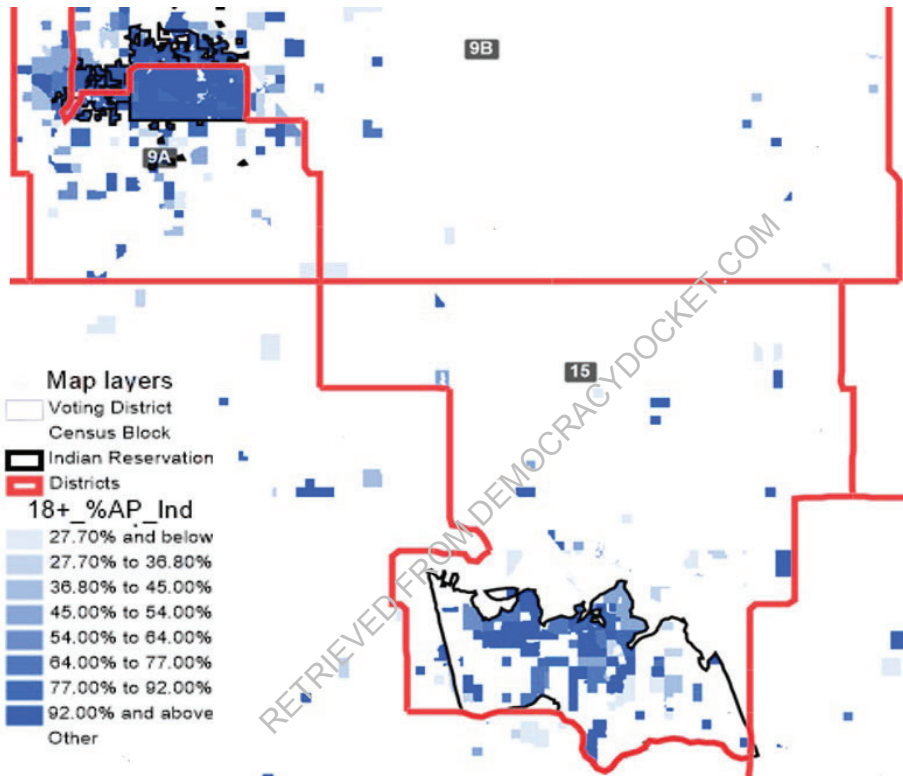 9B
9A
15
Map layers
Voting District
Census Block
Indian Reservation
Districts
18+_%AP_Ind
27.70% and below
27.70% to 36.80%
36.80% to 45.00%
45.00% to 54.00%
54.00% to 64.00%
64.00% to 77.00%
77.00% to 92.00%
92.00% and above
Other
RETRIEVED FROM DEMOCRACYDOCKET.COM